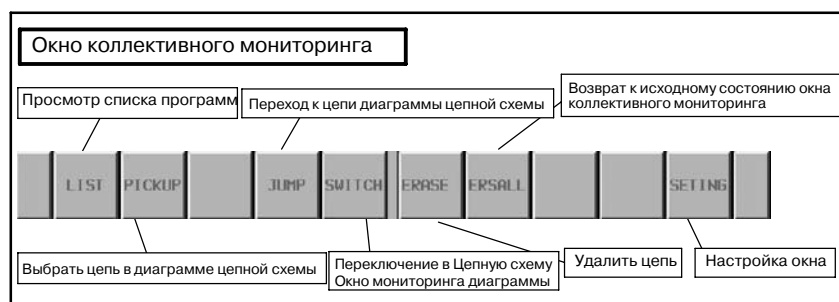 Окно коллективного мониторинга
Просмотр списка программ
Переход к цепи диаграммы цепной схемы
Возврат к исходному состоянию окна
коллективного мониторинга
LIST PICKUP JUMP SWITCH ERASE ERSALL SETING
Выбрать цепь в диаграмме цепной схемы
Переключение в Цепную схему
Окно мониторинга диаграммы
Удалить цепь
Настройка окна